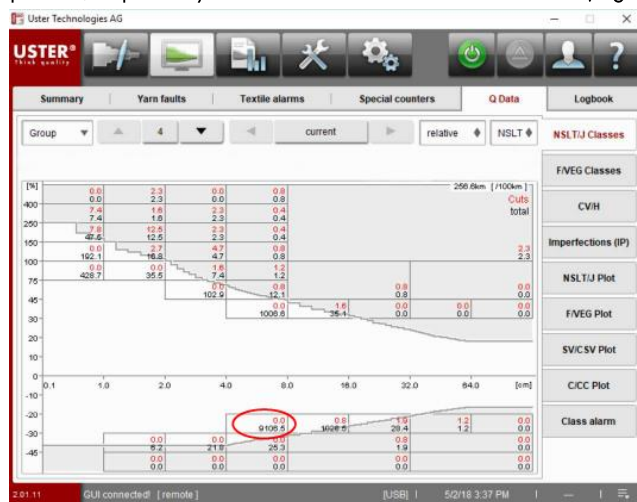 Uster Technologies AG
USTER®
Think quality
?
Summary Yarn faults Textile alarms Special counters Q Data Logbook
Group 4 current relative NSLT NSLT/J Classes
F/VEG Classes
CV/H
Imperfections (IP)
NSLT/J Plot
F/VEG Plot
SV/CSV Plot
C/CC Plot
Class alarm
[%] 256.6km [/100km]
0.0 2.3 0.0 0.8 Cuts
400 0.0 2.3 0.0 0.8 total
7.4 1.6 2.3 0.4
7.4 1.6 2.3 0.4
250
7.8 12.5 2.3 0.4
47.5 12.5 2.3 0.4
150
0.0 2.7 4.7 0.8 2.3
192.1 16.8 4.7 0.8 2.3
100
0.0 0.0 1.6 1.2
428.7 35.5 7.4 1.2
75
0.0 0.8 0.8 0.0
102.9 12.1 0.8 0.0
45
0.0 1.6 0.0 0.0 0.0
1006.6 35.1 0.0 0.0 0.0
30
20
10
0
0.1 1.0 2.0 4.0 8.0 16.0 32.0 64.0 [cm]
-10
-20
0.0 0.8 1.9 1.2 0.0
9106.5 28.4 1.2 0.0
-30
0.0 0.0 0.0 0.8 0.0
6.2 21.8 25.3 1.9 0.0
-45
0.0 0.0 0.0 0.0 0.0
0.0 0.0 0.0 0.0 0.0
2.01.11 GUI connected! [ remote ] [USB] | 5/2/18 3:37 PM |